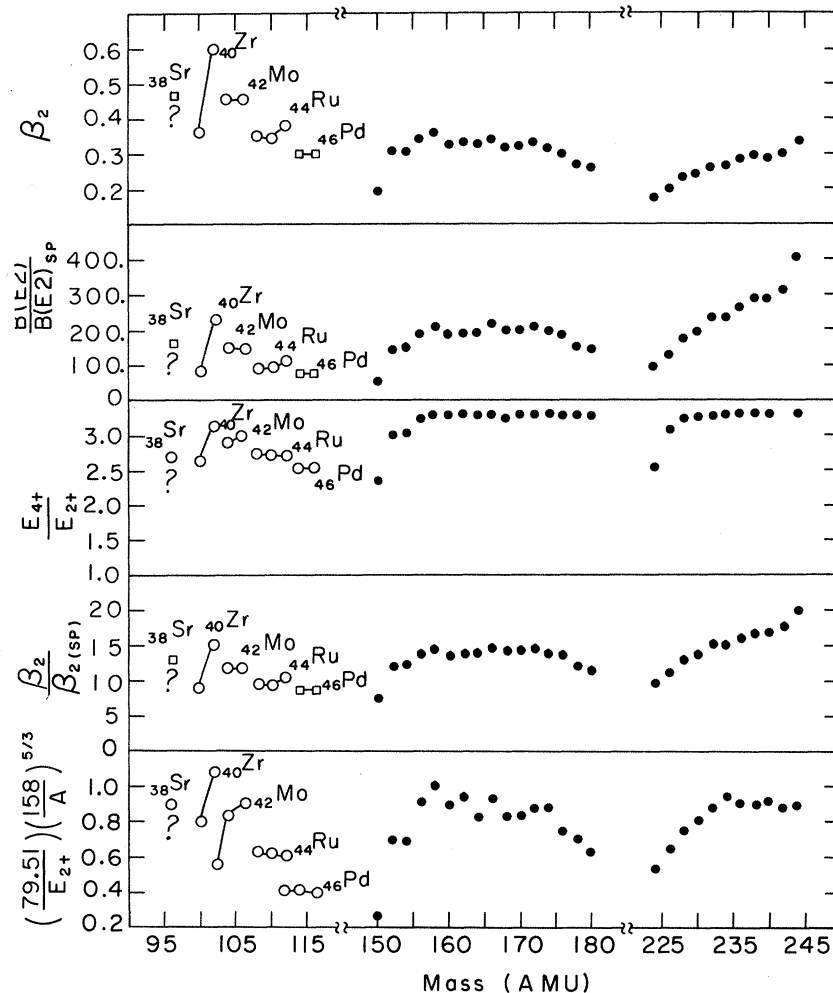 β₂
0.6
0.5
0.4
0.3
0.2
₃₈Sr
?
₄₀Zr
₄₂Mo
₄₄Ru
₄₆Pd
B(E2)
B(E2)SP
400.
300.
200.
100.
0
₃₈Sr
?
₄₀Zr
₄₂Mo
₄₄Ru
₄₆Pd
E₄₊
E₂₊
3.0
2.5
2.0
1.5
1.0
₃₈Sr
?
₄₀Zr
₄₂Mo
₄₄Ru
₄₆Pd
β₂
β₂(SP)
20
15
10
5
0
₃₈Sr
?
₄₀Zr
₄₂Mo
₄₄Ru
₄₆Pd
(79.51/E₂₊)(158/A)^5/3
1.0
0.8
0.6
0.4
0.2
₃₈Sr
?
₄₀Zr
₄₂Mo
₄₄Ru
₄₆Pd
95 105 115 150 160 170 180 225 235 245
Mass (AMU)